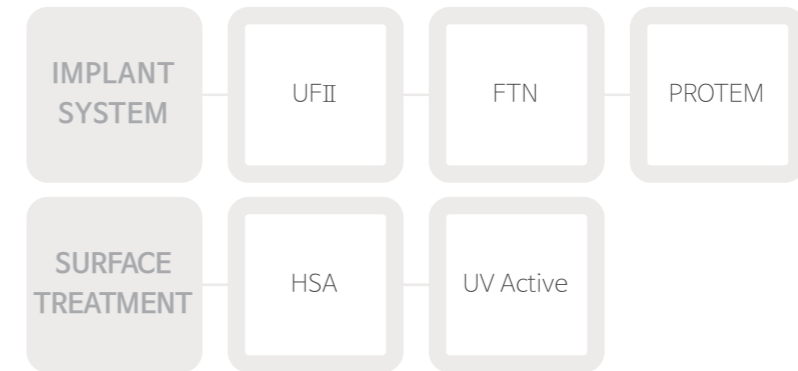 IMPLANT
SYSTEM
UFⅡ
FTN
PROTEM
SURFACE
TREATMENT
HSA
UV Active